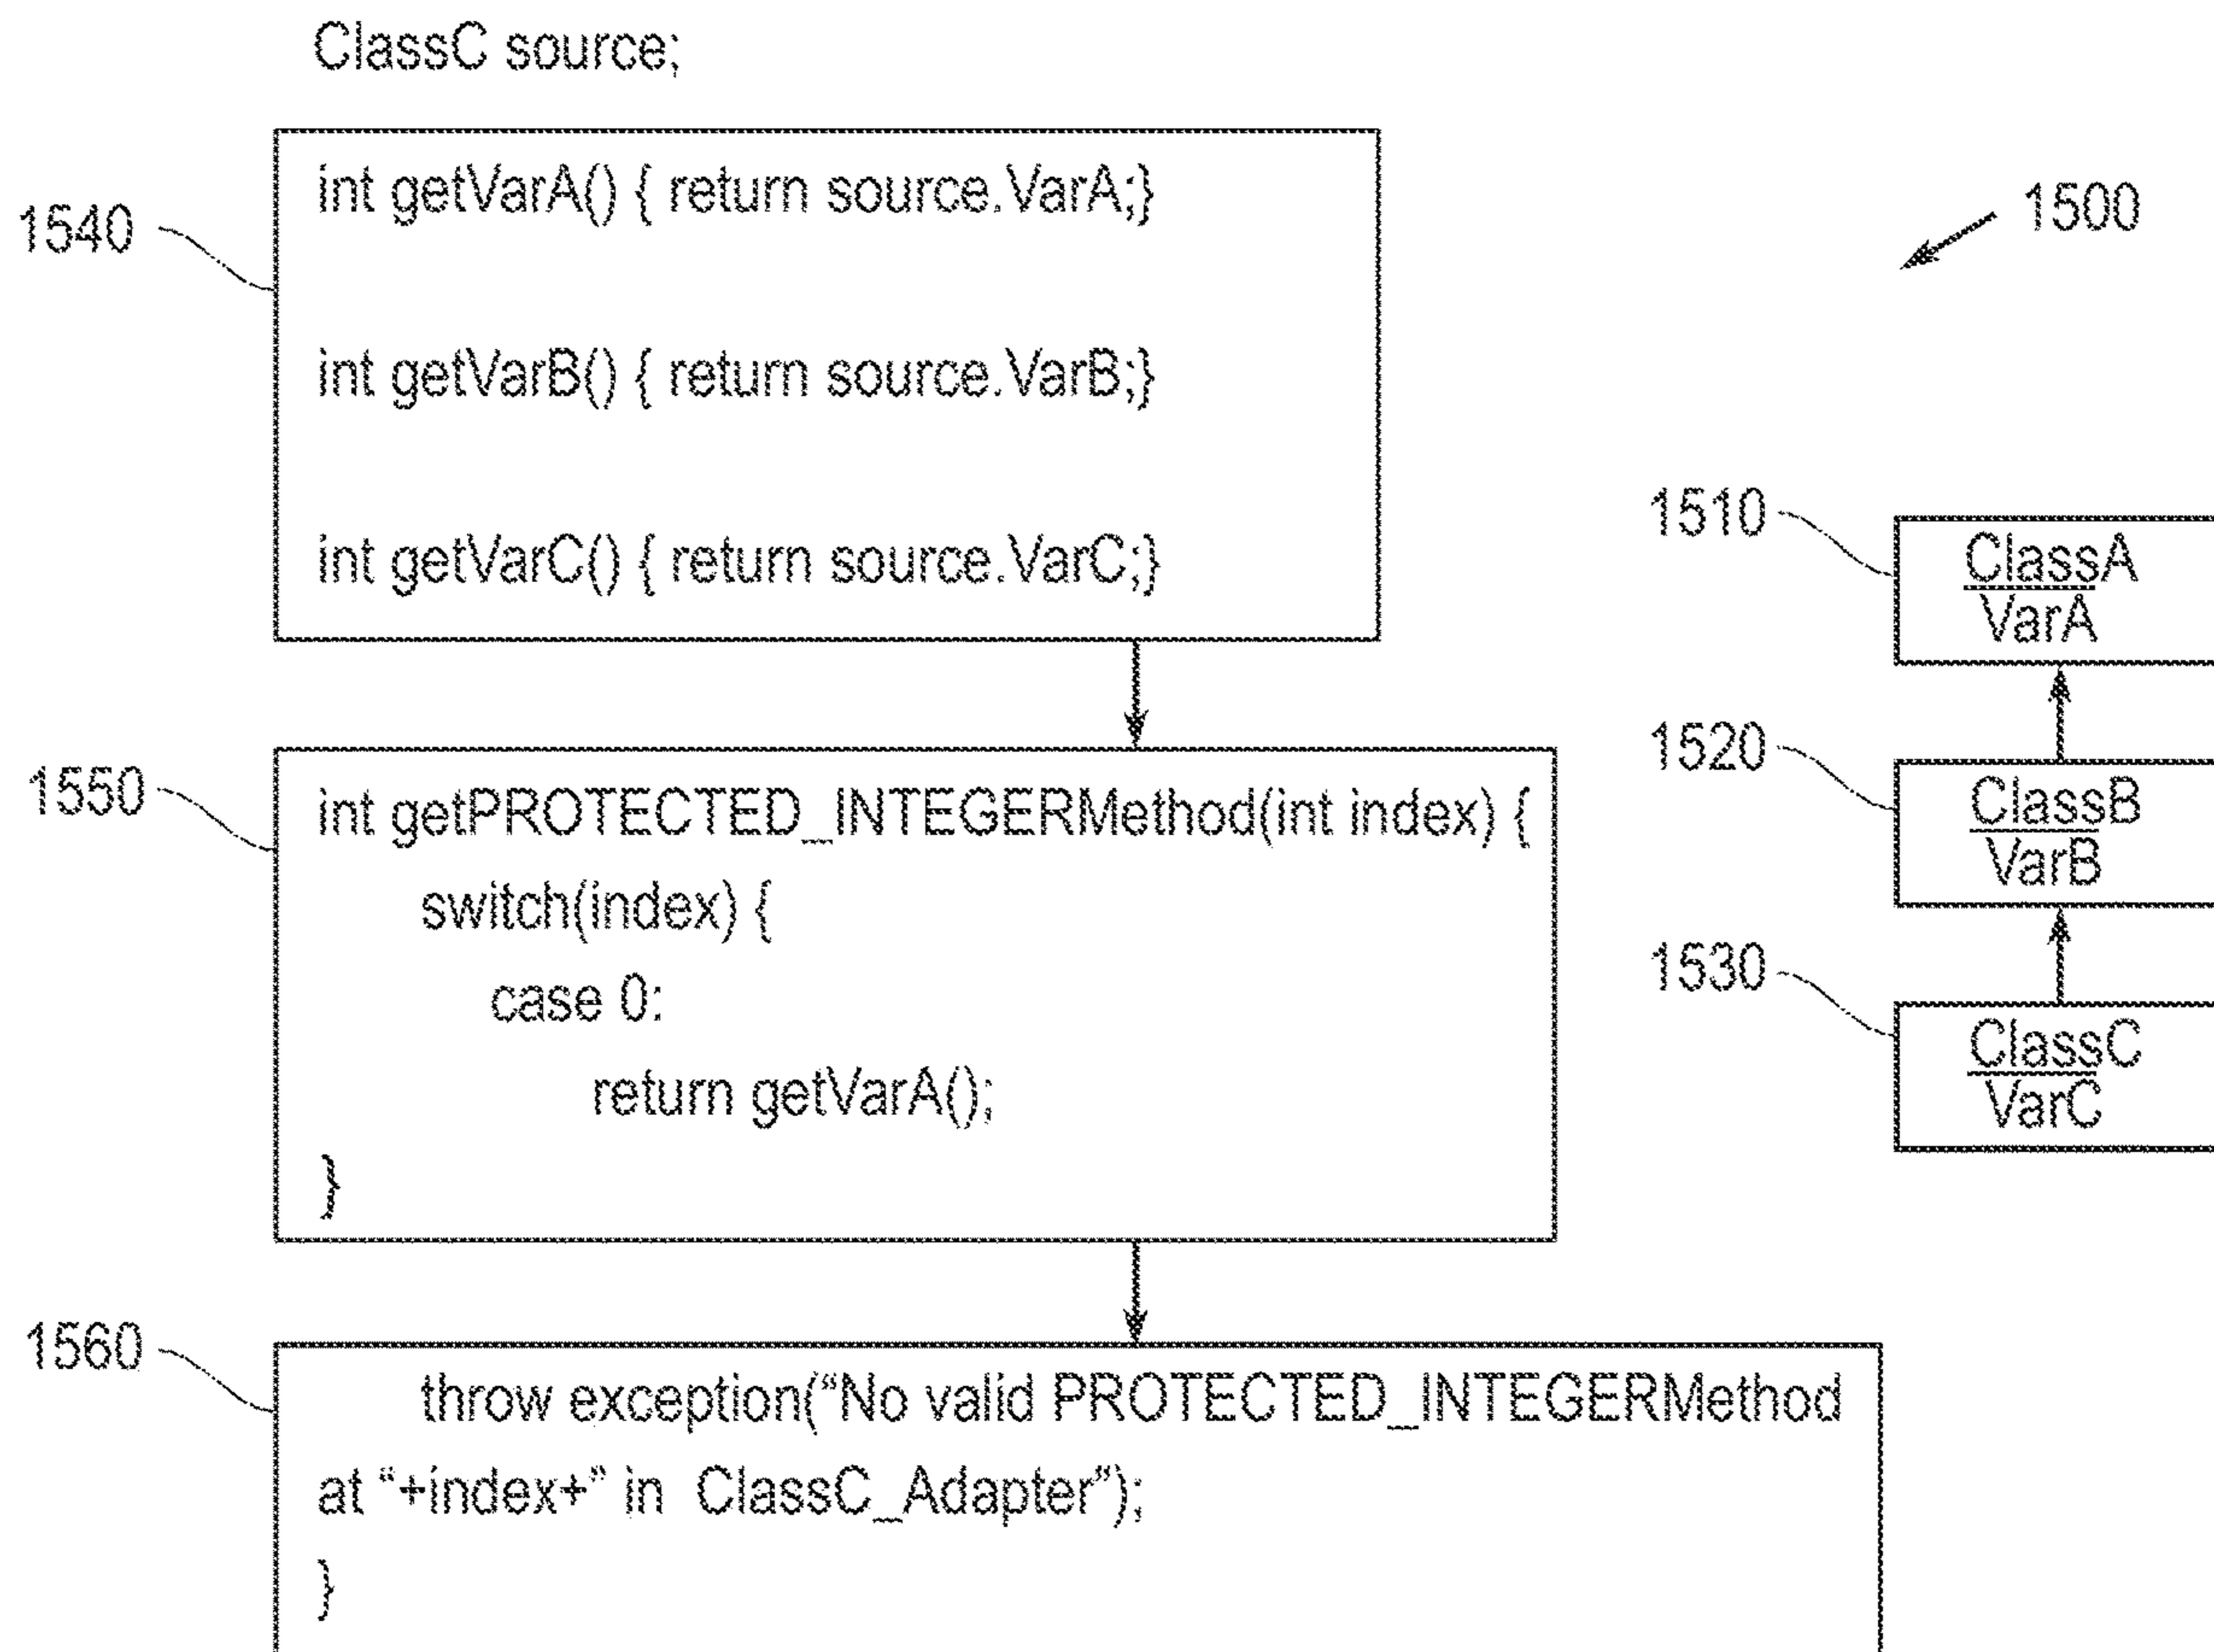 ClassC source;
1540
int getVarA() { return source.VarA;}
int getVarB() { return source.VarB;}
int getVarC() { return source.VarC;}
1550
int getPROTECTED_INTEGERMethod(int index) {
switch(index) {
case 0:
return getVarA();
}
1560
throw exception(“No valid PROTECTED_INTEGERMethod
at “+index+” in ClassC_Adapter”);
}
1500
1510
ClassA
VarA
1520
ClassB
VarB
1530
ClassC
VarC